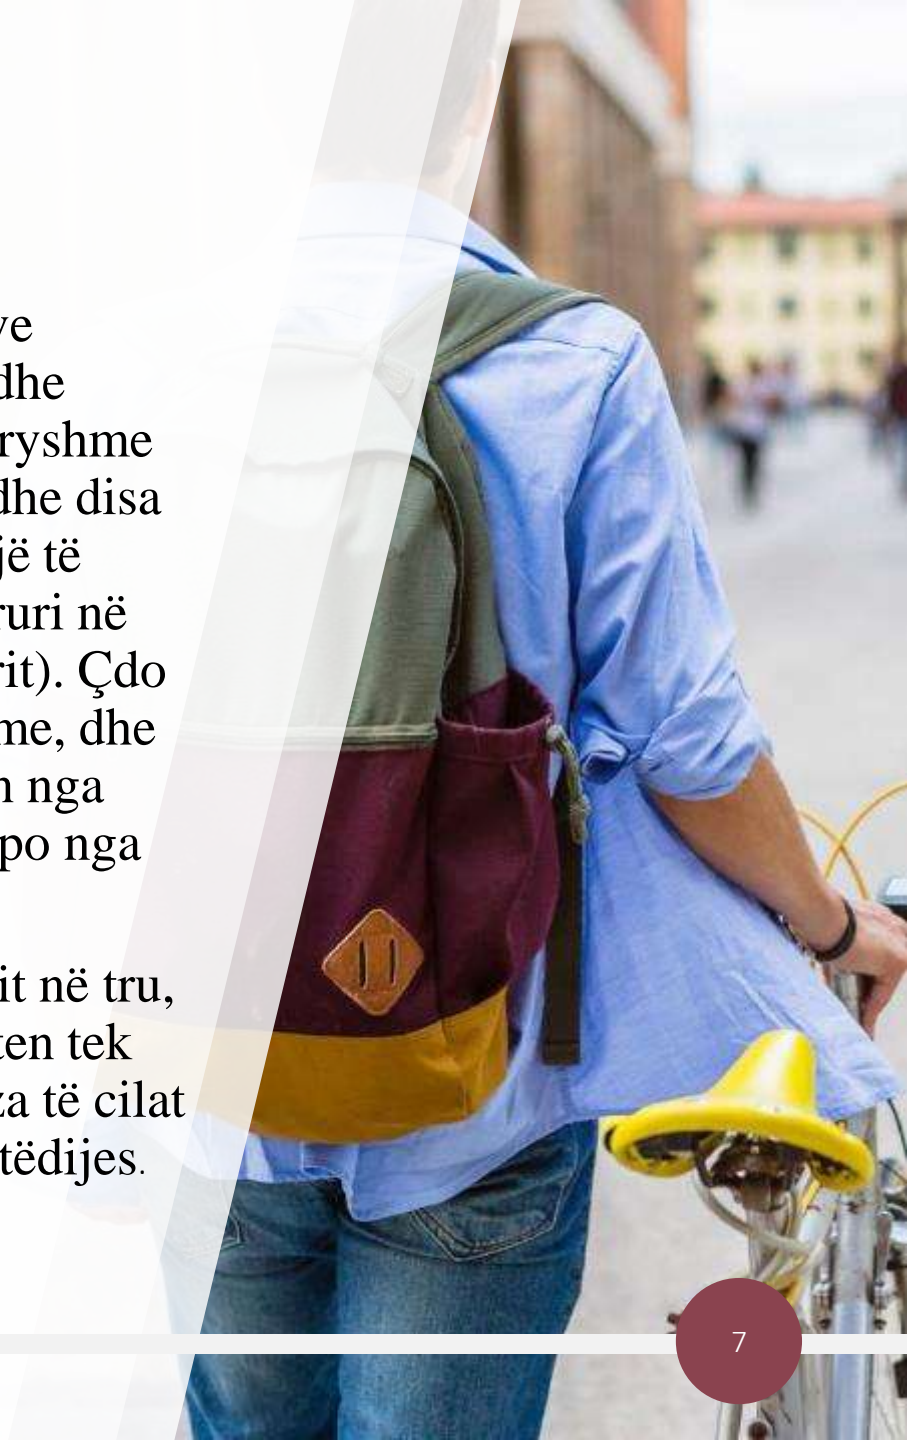 ve
dhe
ryshme
dhe disa
jë të
ruri në
rit). Çdo
me, dhe
n nga
po nga
it në tru,
ten tek
za të cilat
tëdijes.
7